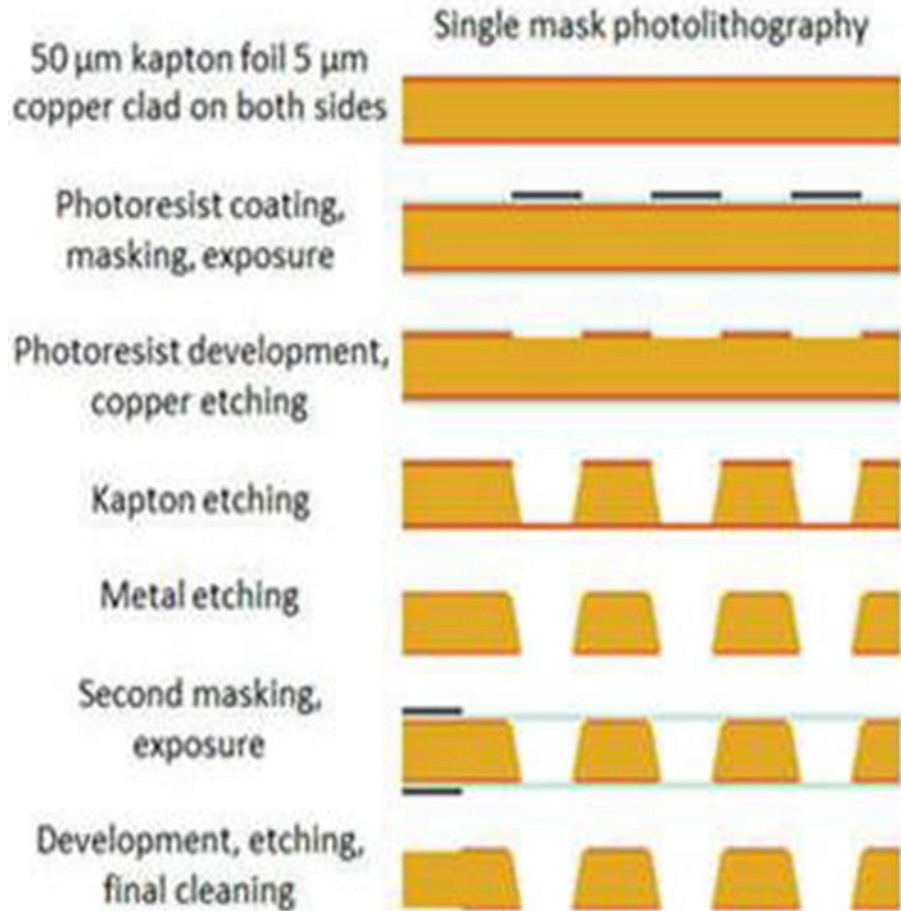 Single mask photolithography
50 µm kapton foil 5 µm
copper clad on both sides
Photoresist coating,
masking, exposure
Photoresist development,
copper etching
Kapton etching
Metal etching
Second masking,
exposure
Development, etching,
final cleaning